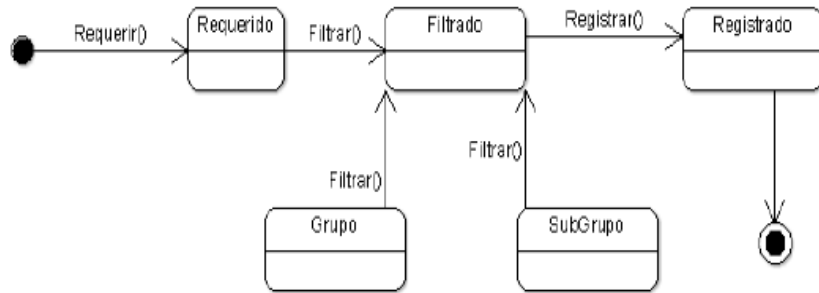 Requerir()
Requerido
Filtrar()
Filtrado
Registrar()
Registrado
Filtrar()
Filtrar()
Grupo
SubGrupo